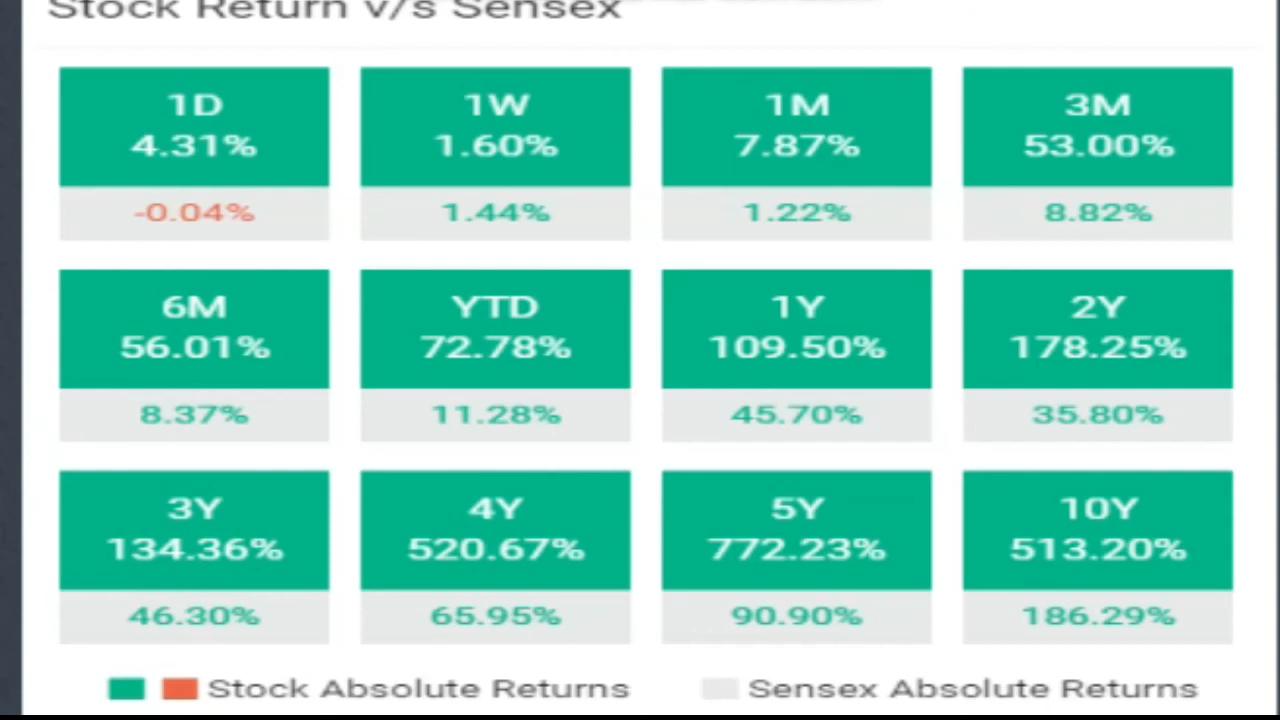 Stock Return v/s Sensex
1D 1W 1M 3M
4.31% 1.60% 7.87% 53.00%
-0.04% 1.44% 1.22% 8.82%
6M YTD 1Y 2Y
56.01% 72.78% 109.50% 178.25%
8.37% 11.28% 45.70% 35.80%
3Y 4Y 5Y 10Y
134.36% 520.67% 772.23% 513.20%
46.30% 65.95% 90.90% 186.29%
Stock Absolute Returns Sensex Absolute Returns